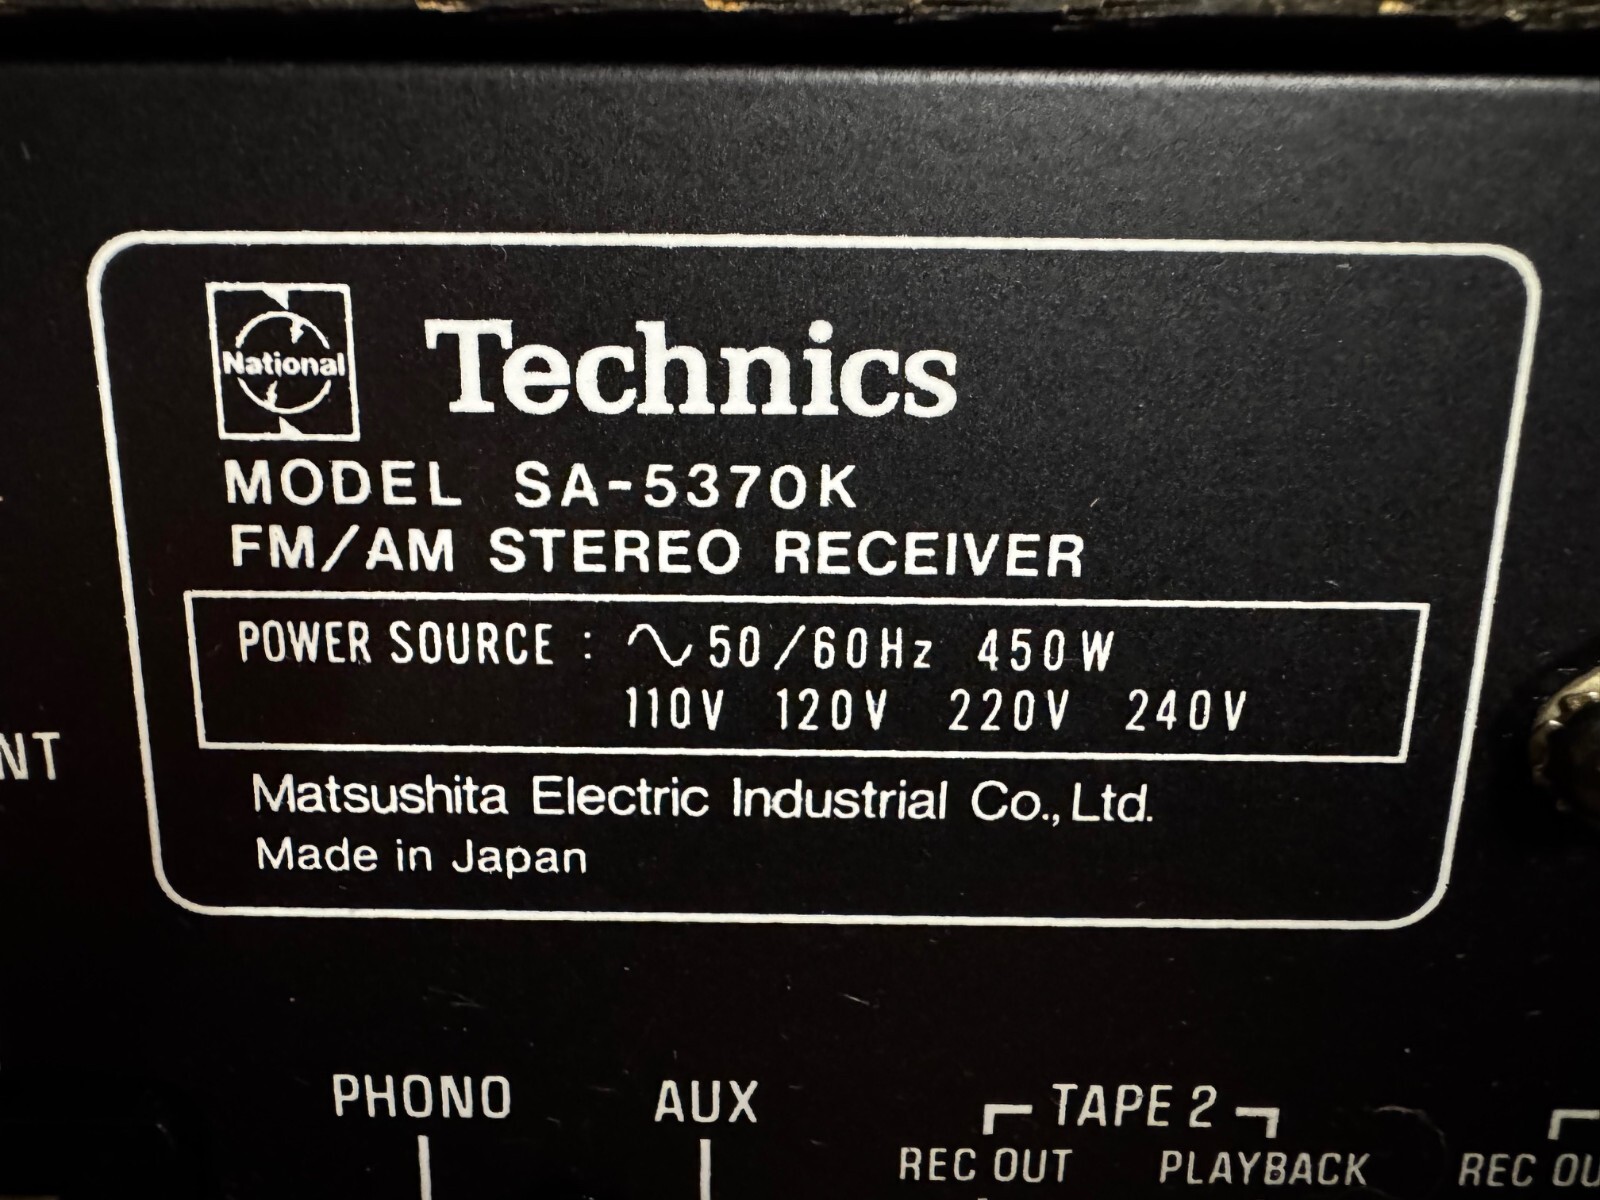 National
Technics
MODEL SA-5370K
FM/AM STEREO RECEIVER
POWER SOURCE : ∿ 50/60Hz 450W
110V 120V 220V 240V
Matsushita Electric Industrial Co., Ltd.
Made in Japan
PHONO AUX TAPE 2
REC OUT PLAYBACK REC